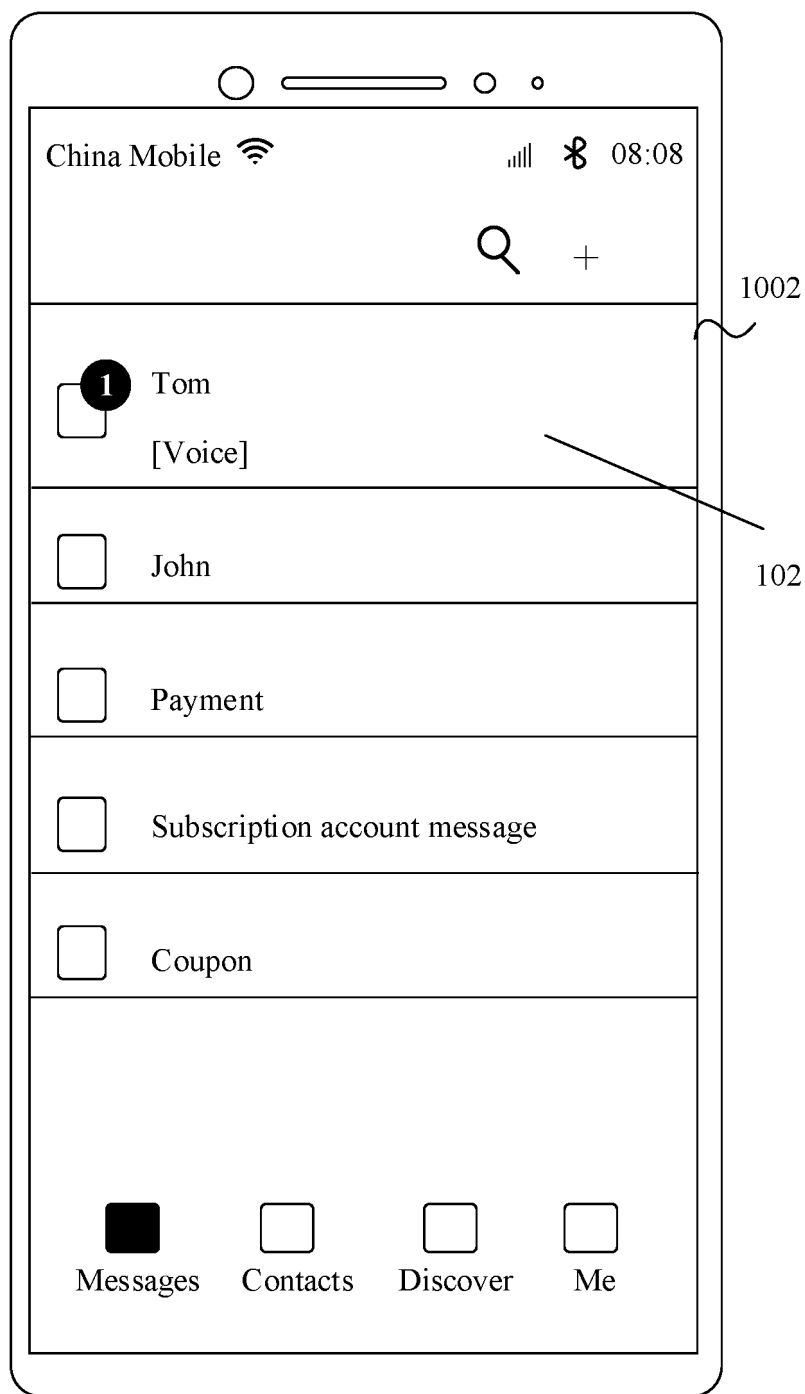 China Mobile 08:08
+
1002
1
Tom
[Voice]
John
102
Payment
Subscription account message
Coupon
Messages Contacts Discover Me